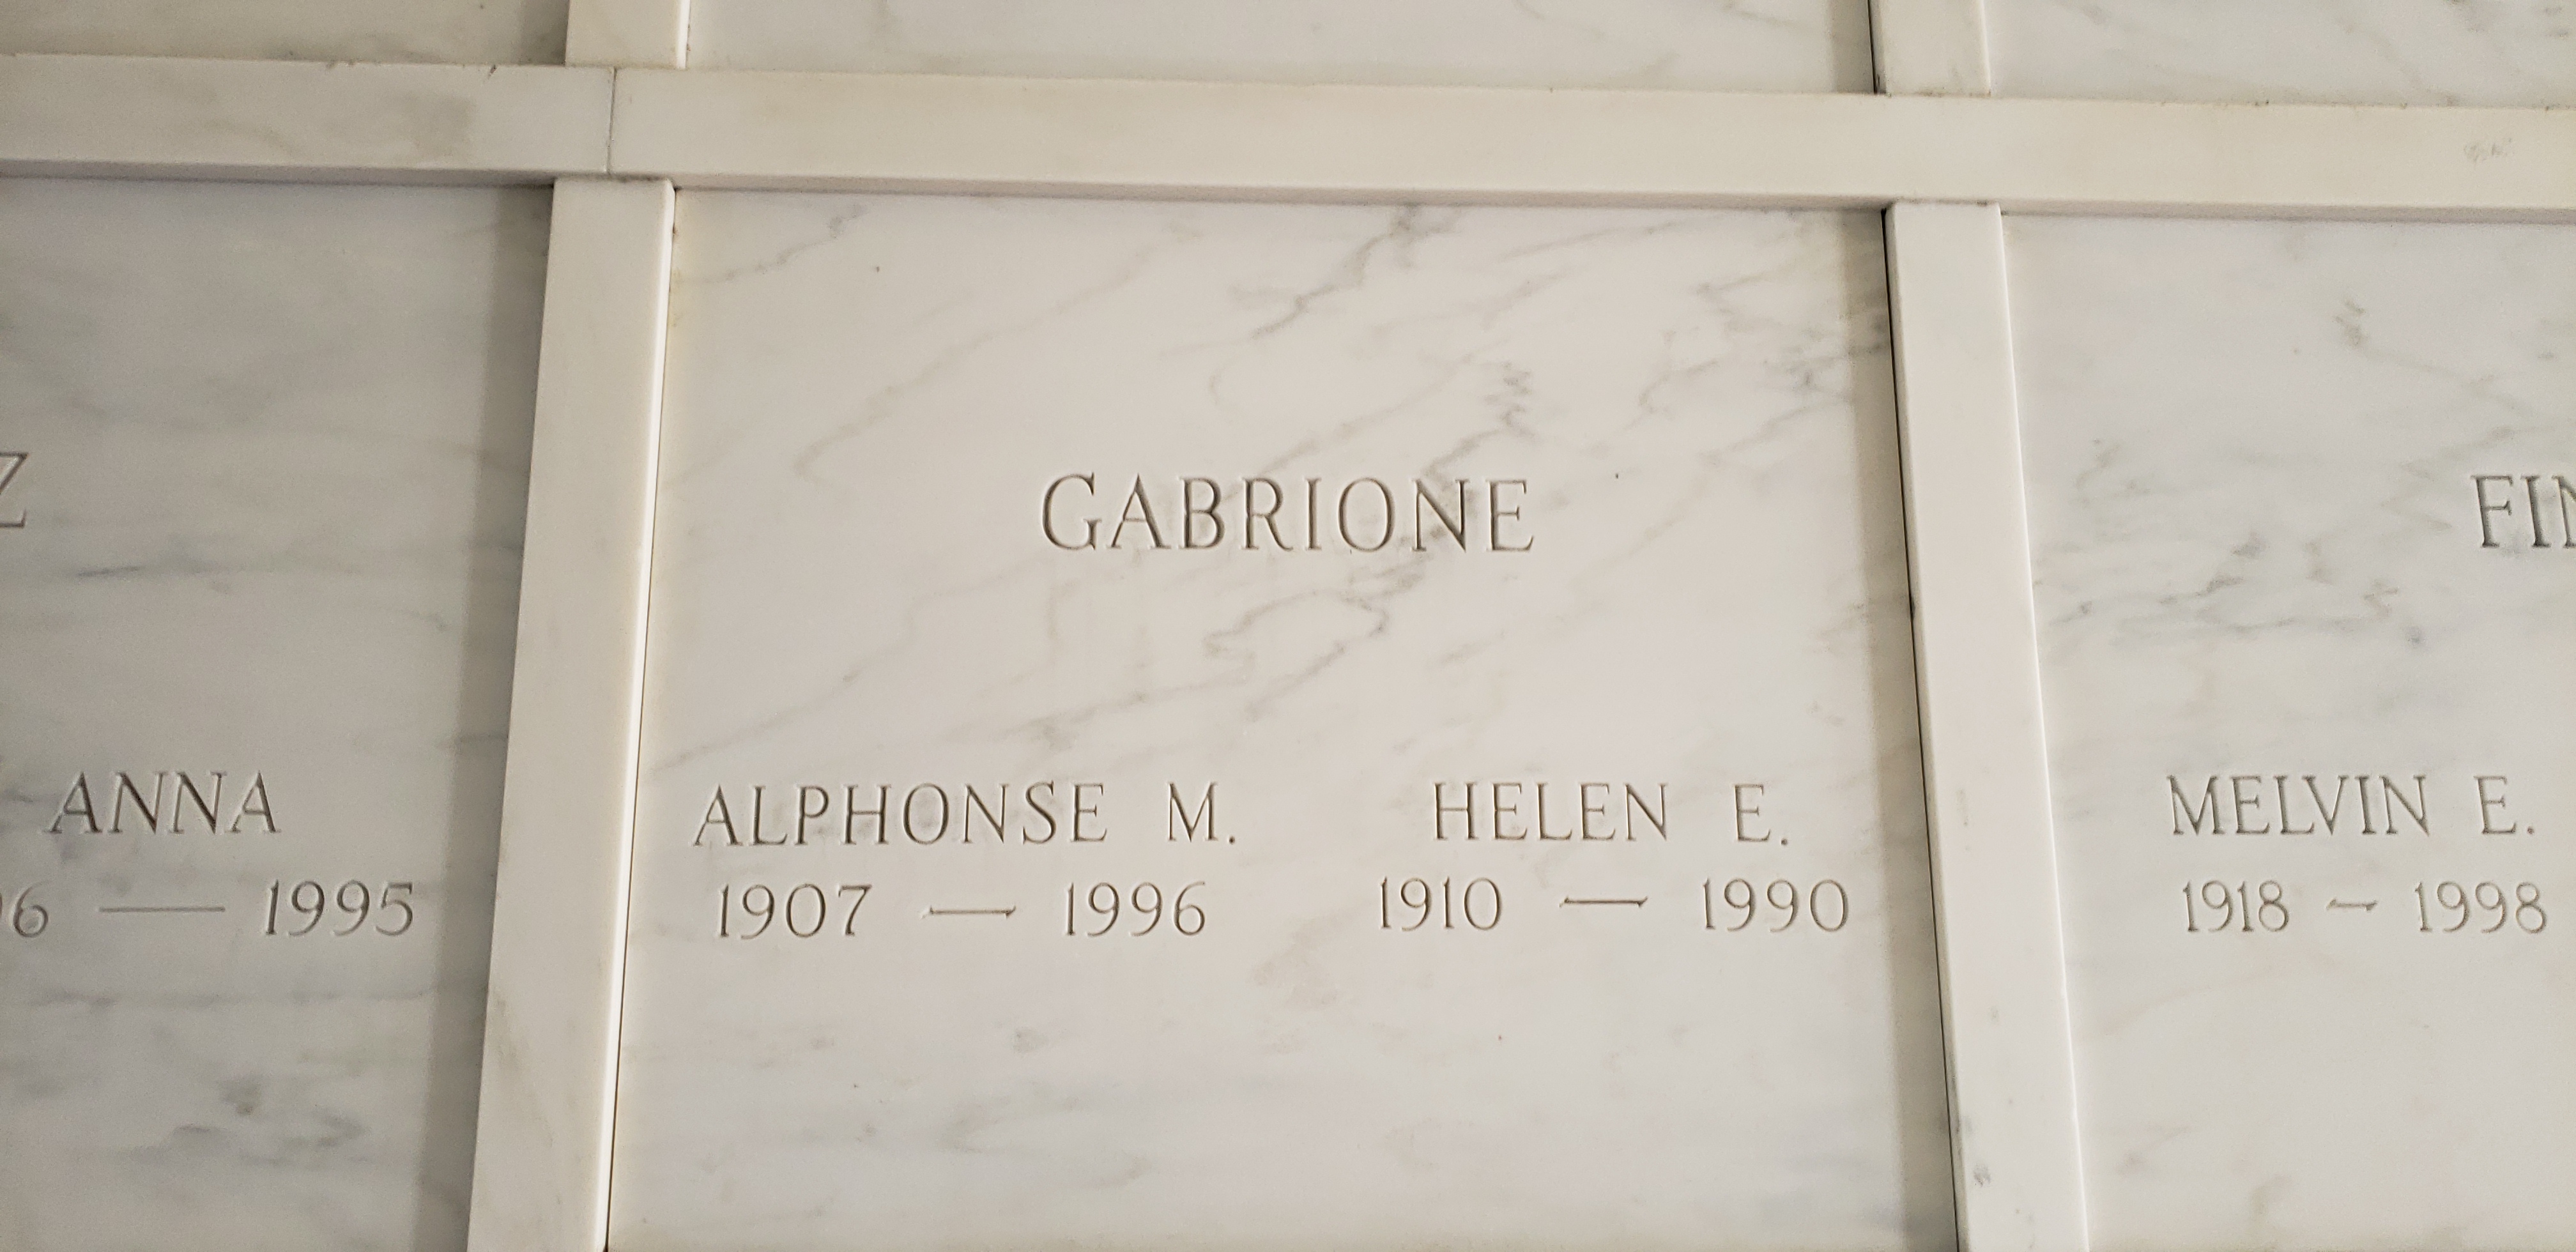 GABRIONE
ANNA
1995
ALPHONSE M. HELEN E.
1907 — 1996 1910 — 1990
MELVIN E.
1918 — 1998